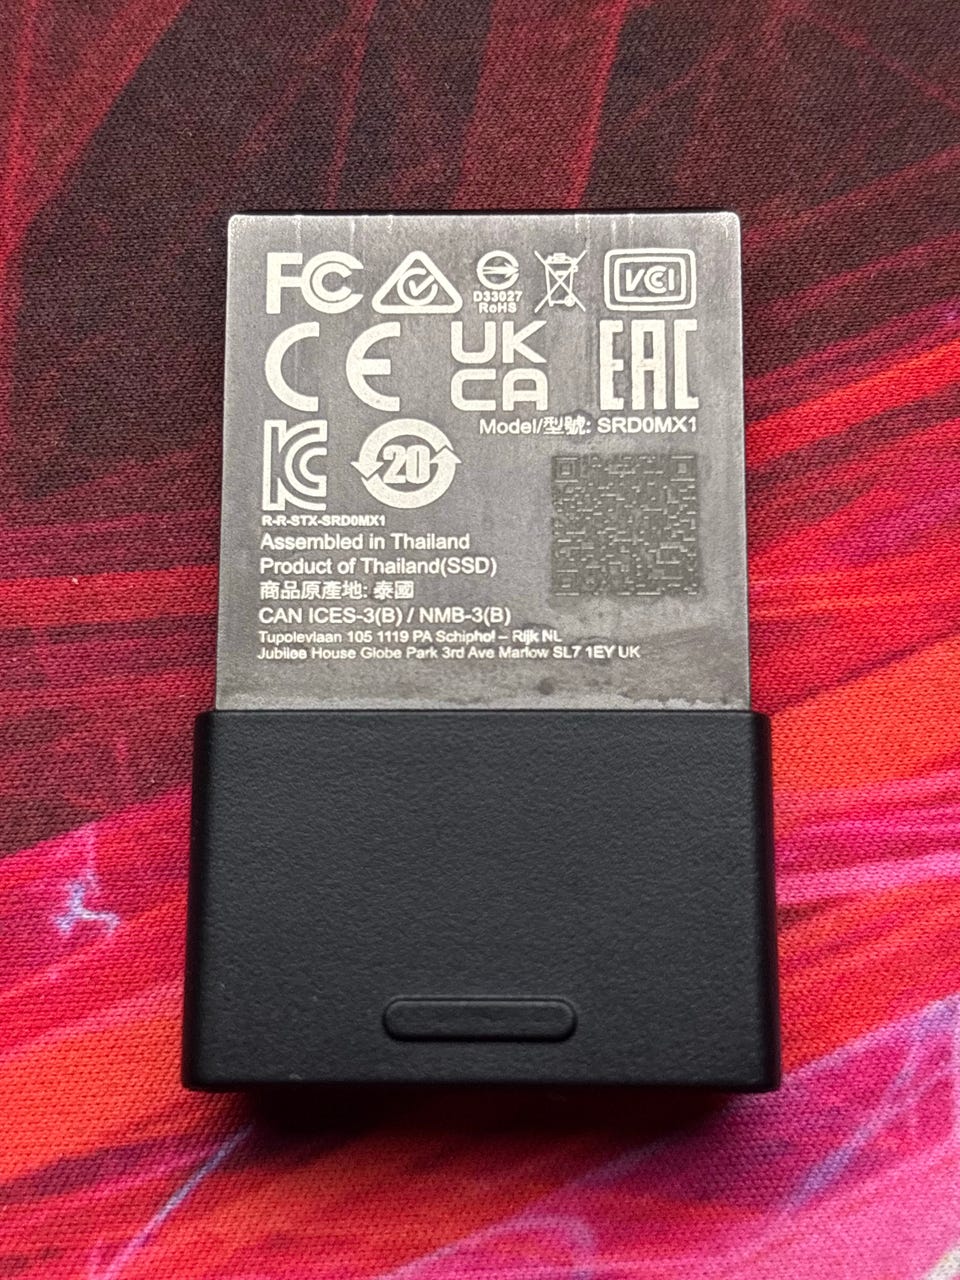 FC
D33027
RoHS
VCI
CE
UK
CA
EAC
Model/型號: SRD0MX1
KC
20
R-R-STX-SRD0MX1
Assembled in Thailand
Product of Thailand(SSD)
商品原產地: 泰國
CAN ICES-3(B) / NMB-3(B)
Tupolevlaan 105 1119 PA Schiphol – Rijk NL
Jubilee House Globe Park 3rd Ave Marlow SL7 1EY UK